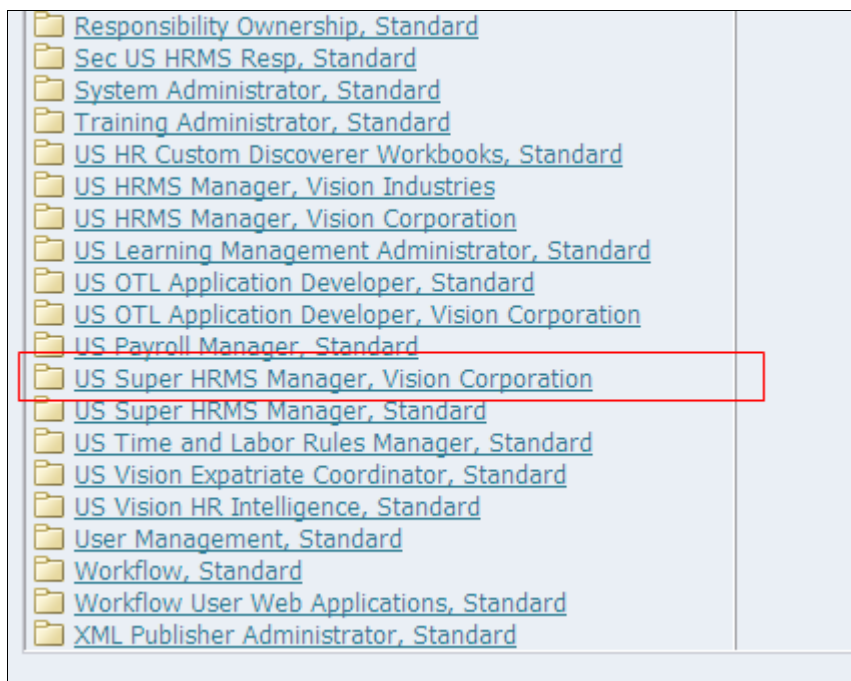 Responsibility Ownership, Standard
Sec US HRMS Resp, Standard
System Administrator, Standard
Training Administrator, Standard
US HR Custom Discoverer Workbooks, Standard
US HRMS Manager, Vision Industries
US HRMS Manager, Vision Corporation
US Learning Management Administrator, Standard
US OTL Application Developer, Standard
US OTL Application Developer, Vision Corporation
US Payroll Manager, Standard
US Super HRMS Manager, Vision Corporation
US Super HRMS Manager, Standard
US Time and Labor Rules Manager, Standard
US Vision Expatriate Coordinator, Standard
US Vision HR Intelligence, Standard
User Management, Standard
Workflow, Standard
Workflow User Web Applications, Standard
XML Publisher Administrator, Standard